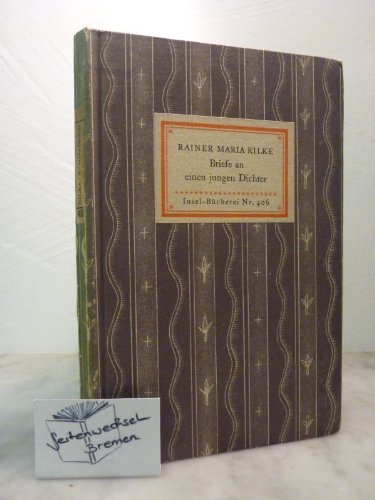 RAINER MARIA RILKE
Briefe an
einen jungen Dichter
Insel-Bücherei Nr. 406
Seitenwechsel
Bremen